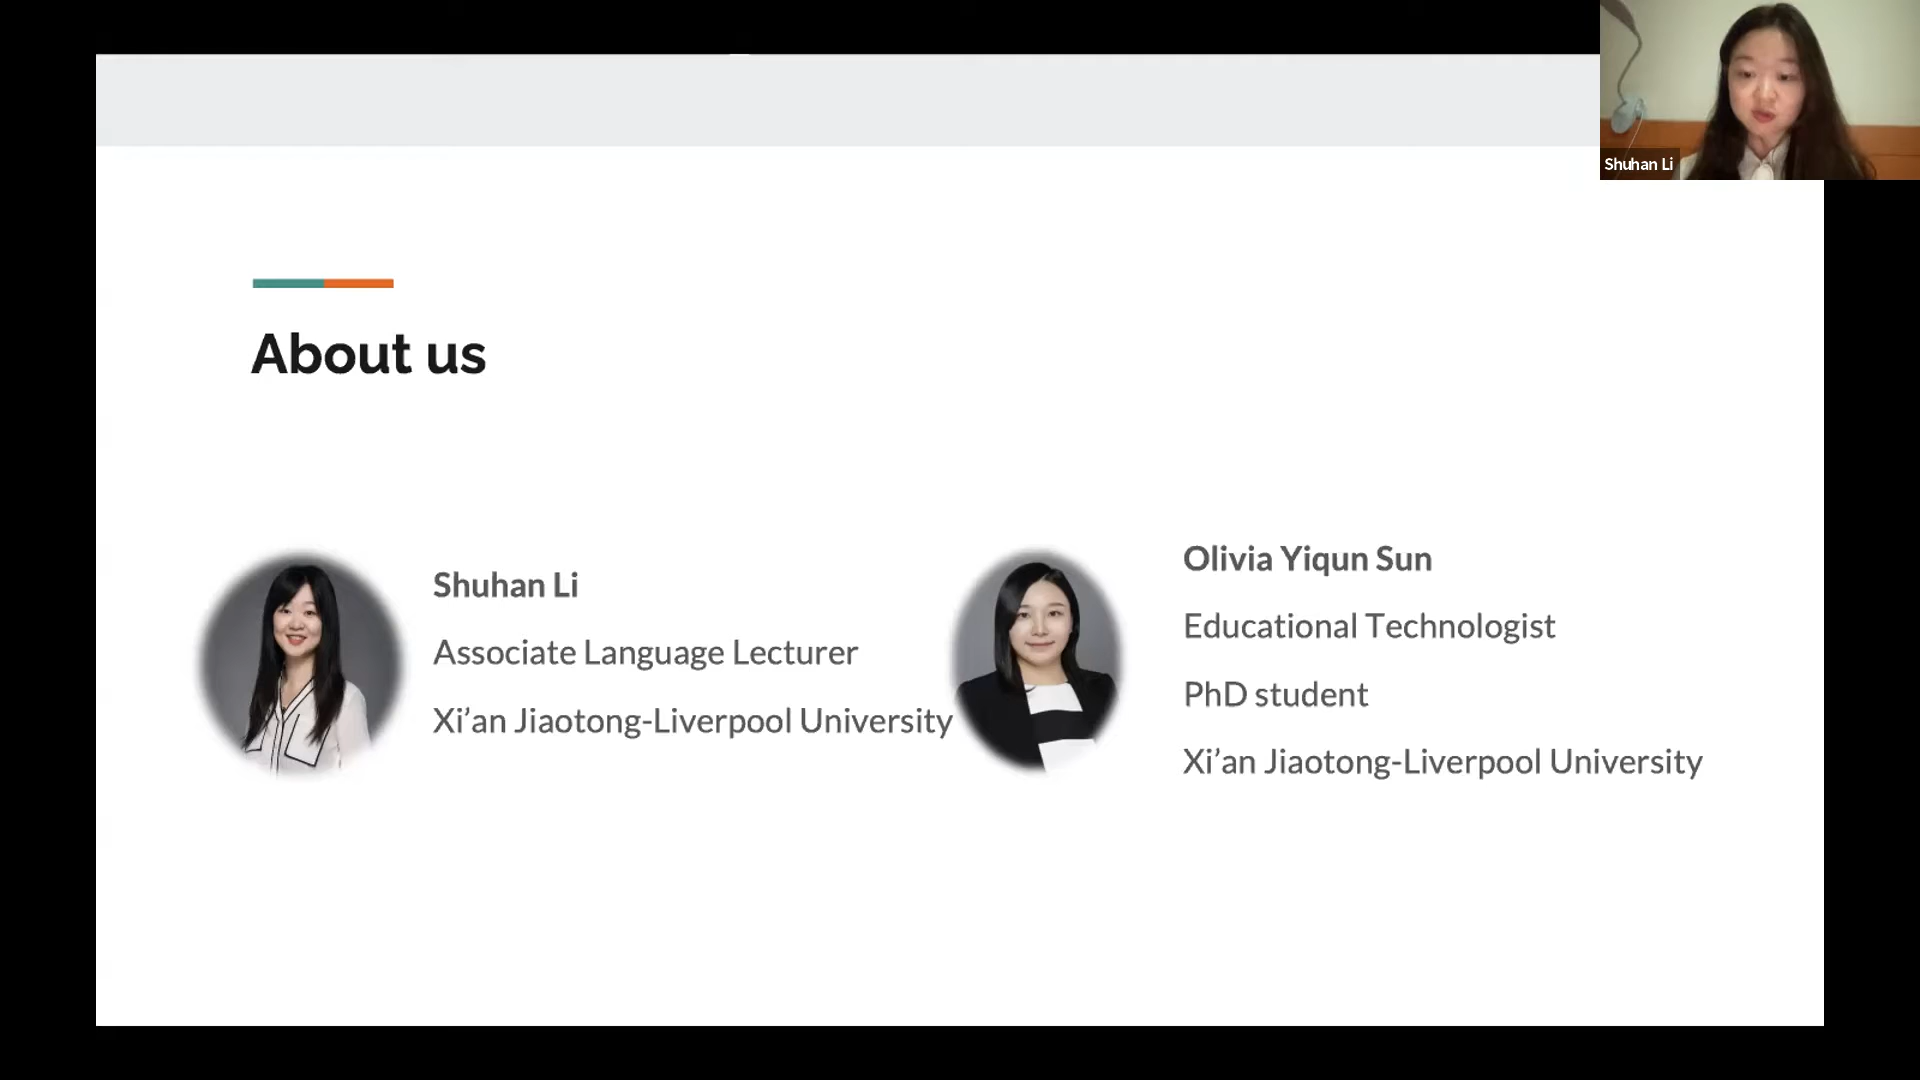 Shuhan Li
About us
Shuhan Li
Associate Language Lecturer
Xi’an Jiaotong-Liverpool University
Olivia Yiqun Sun
Educational Technologist
PhD student
Xi’an Jiaotong-Liverpool University